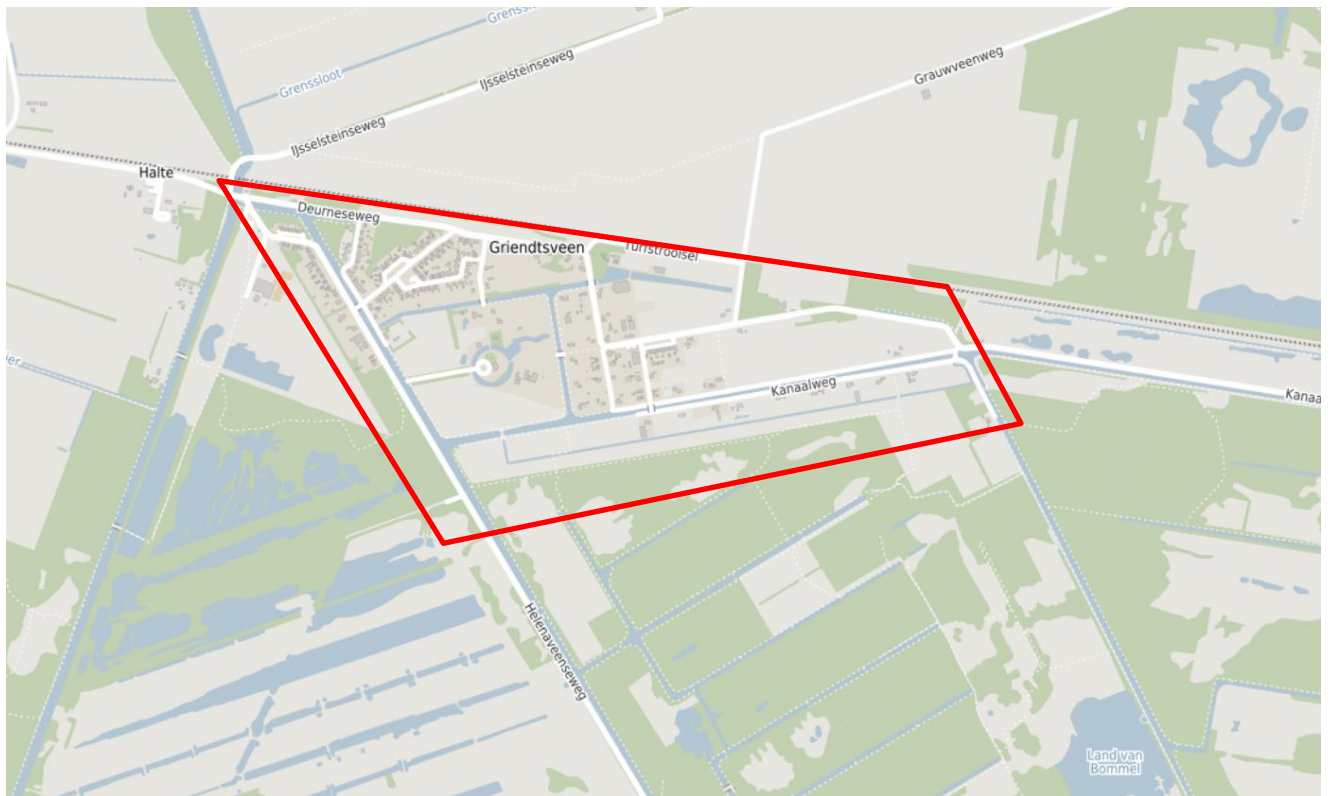 Grenssloot
IJsselsteinseweg
Grauwveenweg
Grenssloot
IJsselsteinseweg
Halte
Deurneseweg
Griendtsveen
Turfstrooisel
Kanaalweg
Kanaa
Helenaveenseweg
Land van
Bommel